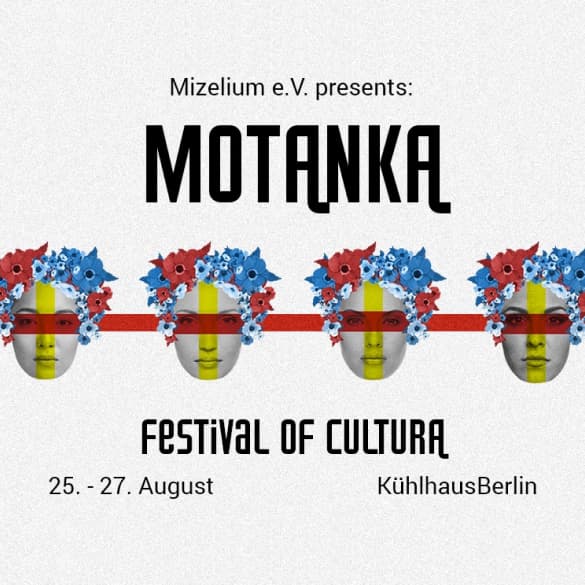 Mizelium e.V. presents:
MOTANKA
FESTIVAL OF CULTURA
25. - 27. August
KühlhausBerlin